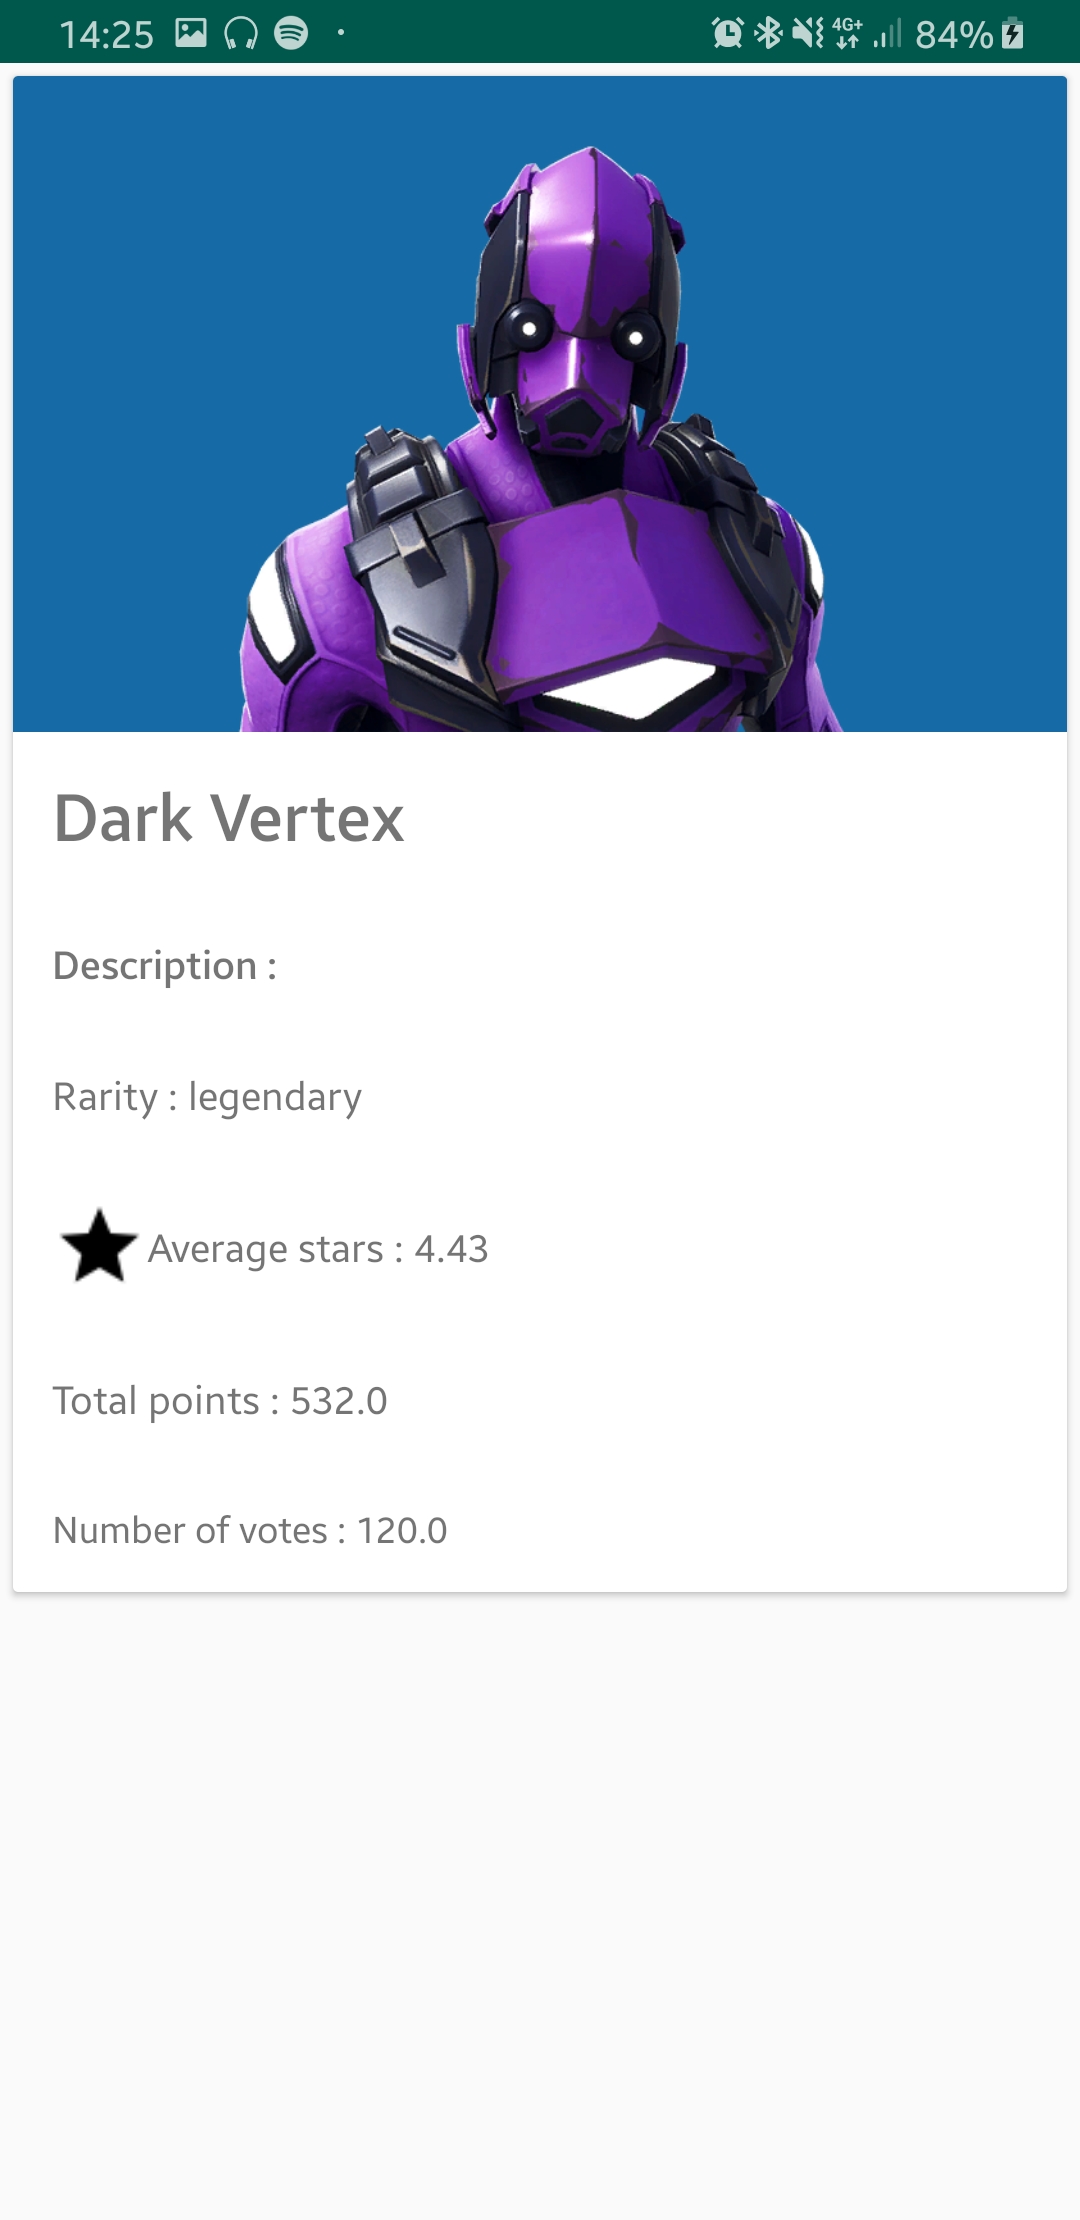 14:25 4G+ 84%
Dark Vertex
Description :
Rarity : legendary
Average stars : 4.43
Total points : 532.0
Number of votes : 120.0